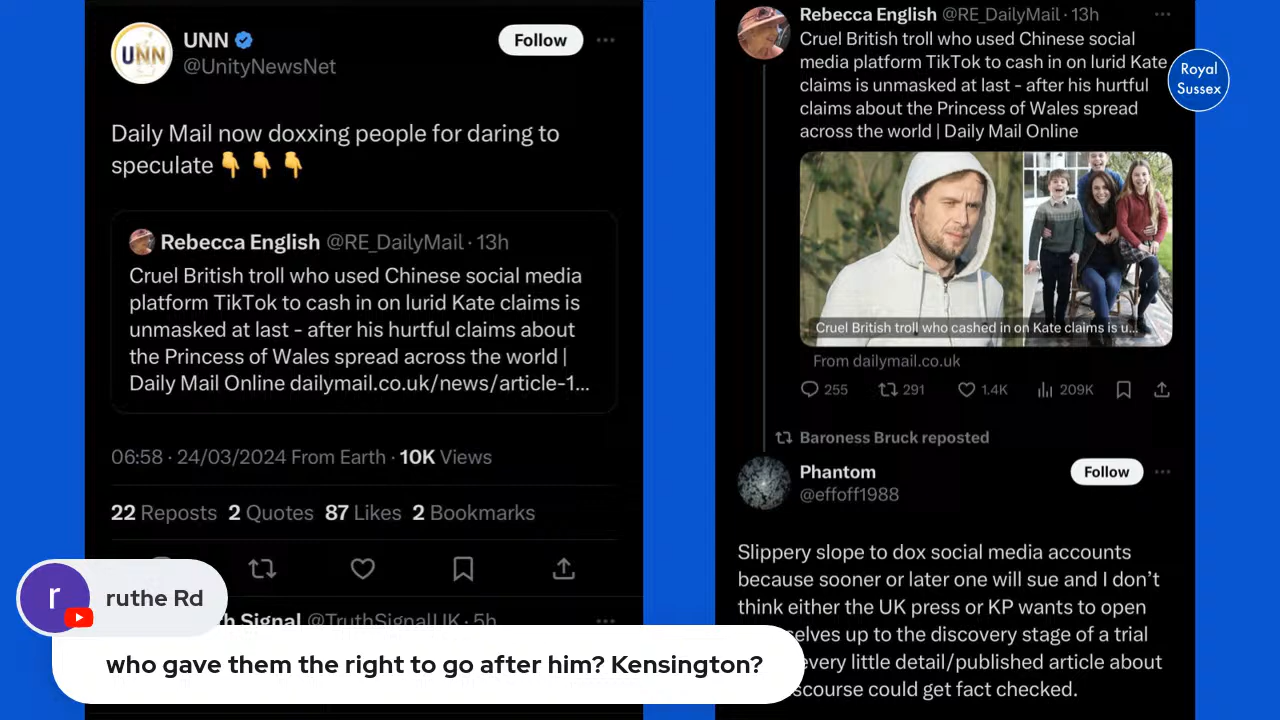 UNN
@UnityNewsNet
Follow
Daily Mail now doxxing people for daring to
speculate 👇👇👇
Rebecca English @RE_DailyMail · 13h
Cruel British troll who used Chinese social media
platform TikTok to cash in on lurid Kate claims is
unmasked at last - after his hurtful claims about
the Princess of Wales spread across the world |
Daily Mail Online dailymail.co.uk/news/article-1...
06:58 · 24/03/2024 From Earth · 10K Views
22 Reposts 2 Quotes 87 Likes 2 Bookmarks
Signal @TruthSignalUK · 5h
r
ruthe Rd
who gave them the right to go after him? Kensington?
Rebecca English @RE_DailyMail · 13h
Cruel British troll who used Chinese social
media platform TikTok to cash in on lurid Kate
claims is unmasked at last - after his hurtful
claims about the Princess of Wales spread
across the world | Daily Mail Online
Royal
Sussex
Cruel British troll who cashed in on Kate claims is u...
From dailymail.co.uk
255 291 1.4K 209K
Baroness Bruck reposted
Phantom
@effoff1988
Follow
Slippery slope to dox social media accounts
because sooner or later one will sue and I don't
think either the UK press or KP wants to open
selves up to the discovery stage of a trial
every little detail/published article about
scourse could get fact checked.